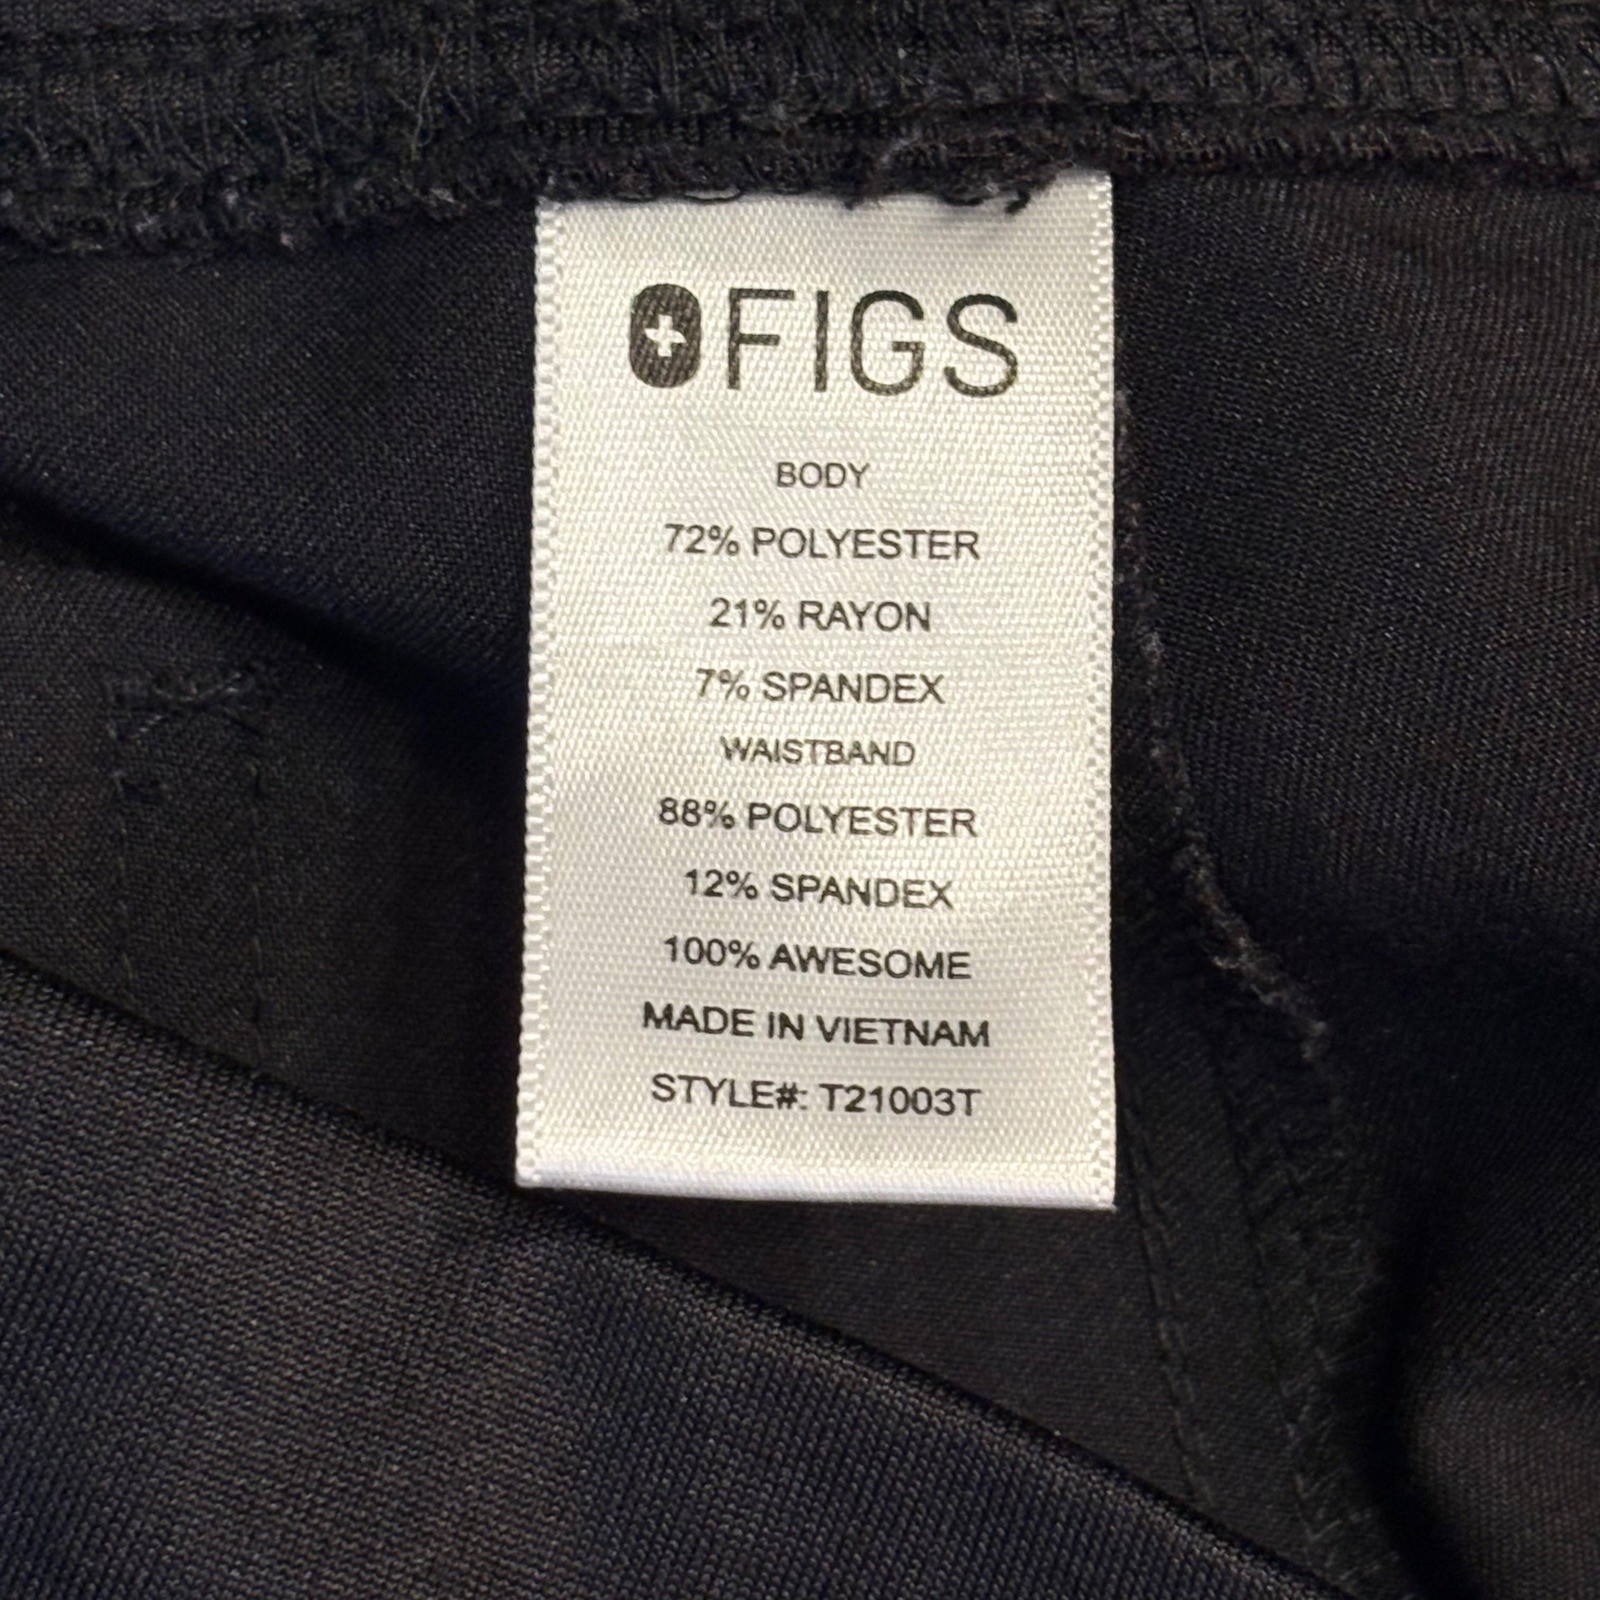 FIGS
BODY
72% POLYESTER
21% RAYON
7% SPANDEX
WAISTBAND
88% POLYESTER
12% SPANDEX
100% AWESOME
MADE IN VIETNAM
STYLE#: T21003T